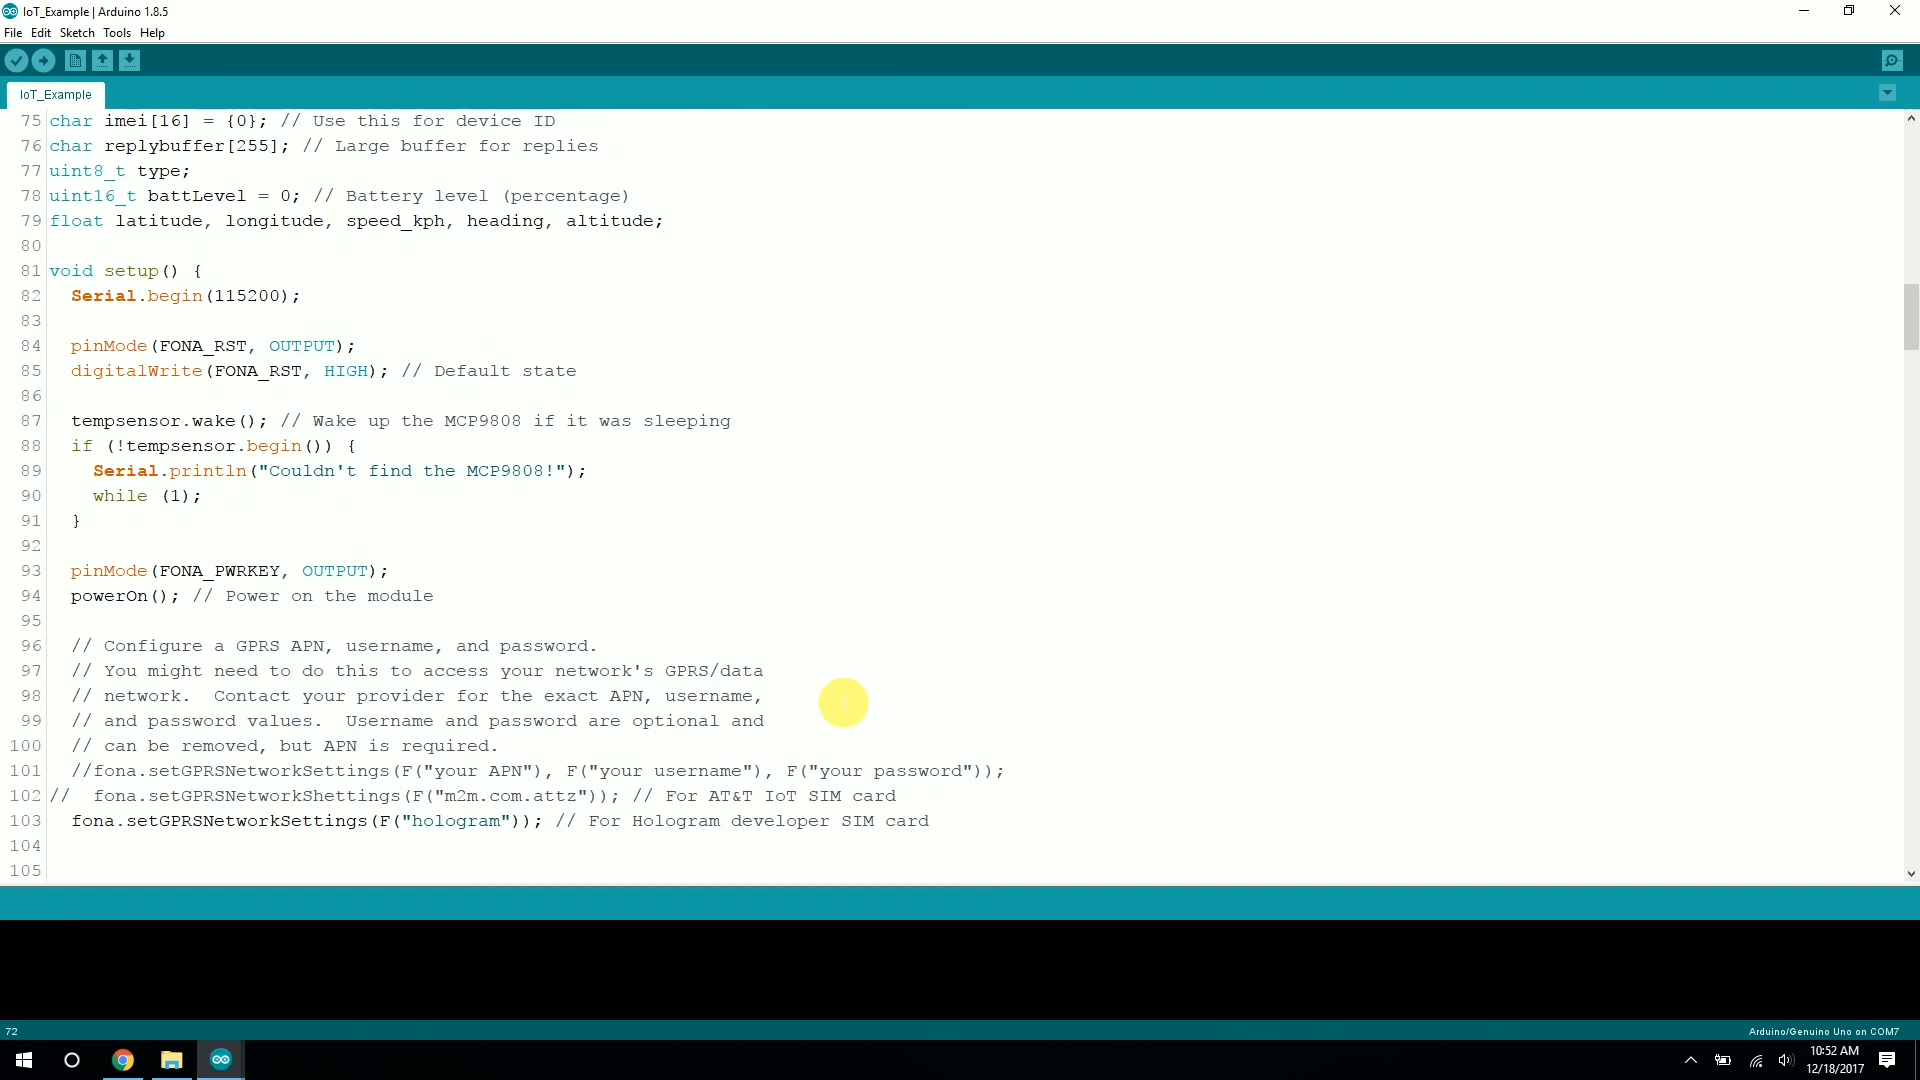 IoT_Example | Arduino 1.8.5
File Edit Sketch Tools Help
IoT_Example
75 char imei[16] = {0}; // Use this for device ID
76 char replybuffer[255]; // Large buffer for replies
77 uint8_t type;
78 uint16_t battLevel = 0; // Battery level (percentage)
79 float latitude, longitude, speed_kph, heading, altitude;
80
81 void setup() {
82   Serial.begin(115200);
83
84   pinMode(FONA_RST, OUTPUT);
85   digitalWrite(FONA_RST, HIGH); // Default state
86
87   tempsensor.wake(); // Wake up the MCP9808 if it was sleeping
88   if (!tempsensor.begin()) {
89     Serial.println("Couldn't find the MCP9808!");
90     while (1);
91   }
92
93   pinMode(FONA_PWRKEY, OUTPUT);
94   powerOn(); // Power on the module
95
96   // Configure a GPRS APN, username, and password.
97   // You might need to do this to access your network's GPRS/data
98   // network.  Contact your provider for the exact APN, username,
99   // and password values.  Username and password are optional and
100   // can be removed, but APN is required.
101   //fona.setGPRSNetworkSettings(F("your APN"), F("your username"), F("your password"));
102 //  fona.setGPRSNetworkShettings(F("m2m.com.attz")); // For AT&T IoT SIM card
103   fona.setGPRSNetworkSettings(F("hologram")); // For Hologram developer SIM card
104
105
72
Arduino/Genuino Uno on COM7
10:52 AM
12/18/2017